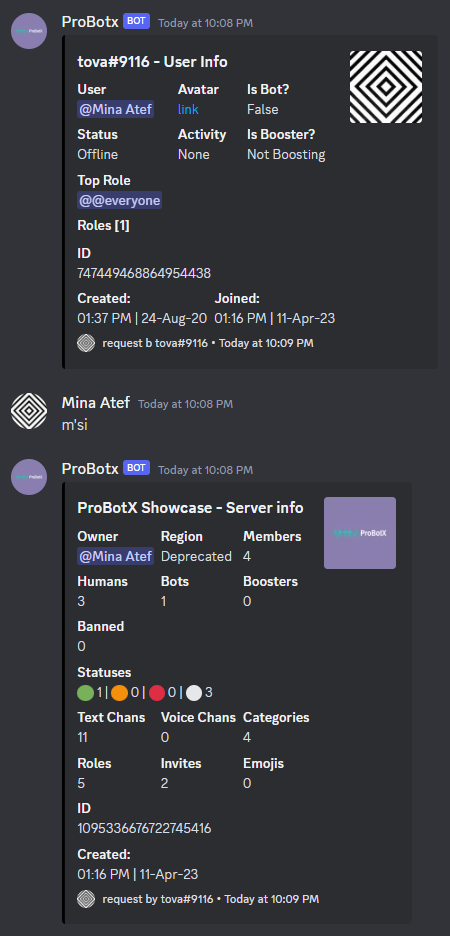 ProBotx BOT Today at 10:08 PM
tova#9116 - User Info
User Avatar Is Bot?
@Mina Atef link False
Status Activity Is Booster?
Offline None Not Boosting
Top Role
@@everyone
Roles [1]
ID
747449468864954438
Created: Joined:
01:37 PM | 24-Aug-20 01:16 PM | 11-Apr-23
request b tova#9116 • Today at 10:09 PM
Mina Atef Today at 10:08 PM
m'si
ProBotx BOT Today at 10:08 PM
ProBotX Showcase - Server info
ProBotX
Owner Region Members
@Mina Atef Deprecated 4
Humans Bots Boosters
3 1 0
Banned
0
Statuses
1 | 0 | 0 | 3
Text Chans Voice Chans Categories
11 0 4
Roles Invites Emojis
5 2 0
ID
1095336676722745416
Created:
01:16 PM | 11-Apr-23
request by tova#9116 • Today at 10:09 PM